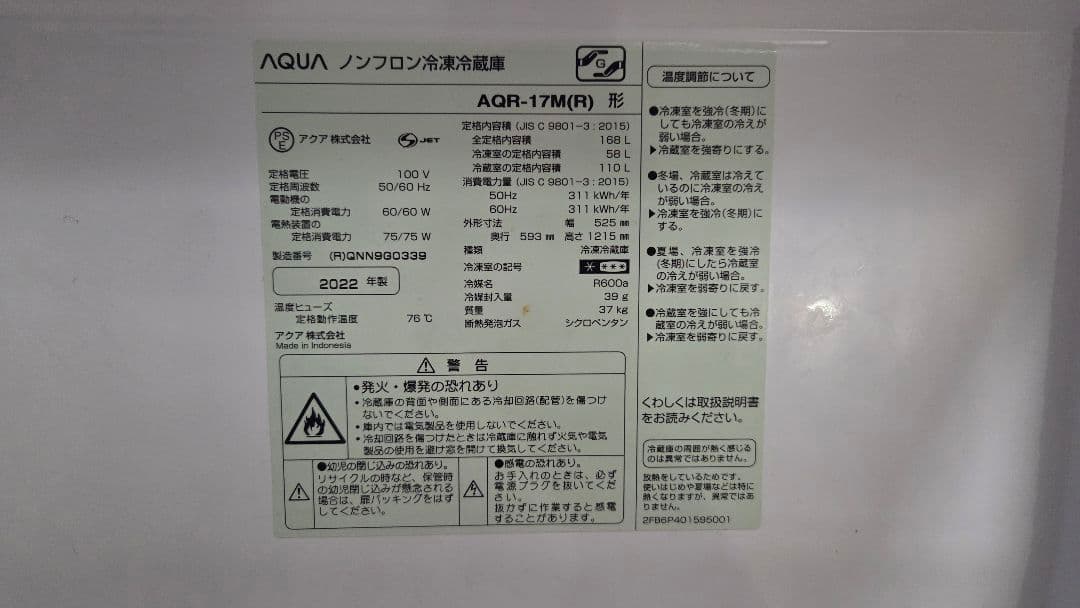 AQUA ノンフロン冷凍冷蔵庫
G
AQR-17M(R) 形
PS
E
アクア 株式会社
S JET
定格電圧 100 V
定格周波数 50/60 Hz
電動機の
定格消費電力 60/60 W
電熱装置の
定格消費電力 75/75 W
製造番号 (R)QNN9G0339
2022 年製
温度ヒューズ
定格動作温度 76 ℃
アクア 株式会社
Made in Indonesia
定格内容積 (JIS C 9801-3 : 2015)
全定格内容積 168 L
冷凍室の定格内容積 58 L
冷蔵室の定格内容積 110 L
消費電力量 (JIS C 9801-3 : 2015)
50Hz 311 kWh/年
60Hz 311 kWh/年
外形寸法 幅 525 mm
奥行 593 mm 高さ 1215 mm
種類 冷凍冷蔵庫
冷凍室の記号
冷媒名 R600a
冷媒封入量 39 g
質量 37 kg
断熱発泡ガス シクロペンタン
警告
●発火・爆発の恐れあり
・冷蔵庫の背面や側面にある冷却回路(配管)を傷つけ
ないでください。
・庫内では電気製品を使用しないでください。
・冷却回路を傷つけたときは冷蔵庫に触れず火気や電気
製品の使用を避け窓を開けて換気してください。
●幼児の閉じ込みの恐れあり。
リサイクルの時など、保管時
の幼児閉じ込みが懸念される
場合は、扉パッキングをはず
してください。
●感電の恐れあり。
お手入れのときは、必ず
電源プラグを抜いてくだ
さい。
抜かずに作業すると感電
することがあります。
温度調節について
●冷凍室を強冷(冬期)に
しても冷凍室の冷えが
弱い場合。
▶冷蔵室を強寄りにする。
●冬場、冷蔵室は冷えて
いるのに冷凍室の冷え
が弱い場合。
▶冷凍室を強冷(冬期)に
する。
●夏場、冷凍室を強冷
(冬期)にしたら冷蔵室
の冷えが弱い場合。
▶冷凍室を弱寄りに戻す。
●冷蔵室を強にしても冷
蔵室の冷えが弱い場合。
▶冷凍室を弱寄りに戻す。
くわしくは取扱説明書
をお読みください。
冷蔵庫の周囲が熱く感じる
のは異常ではありません。
放熱をしているためです。
使いはじめや夏場などは特に
熱くなりますが、異常ではあ
りません。
2FB6P401595001